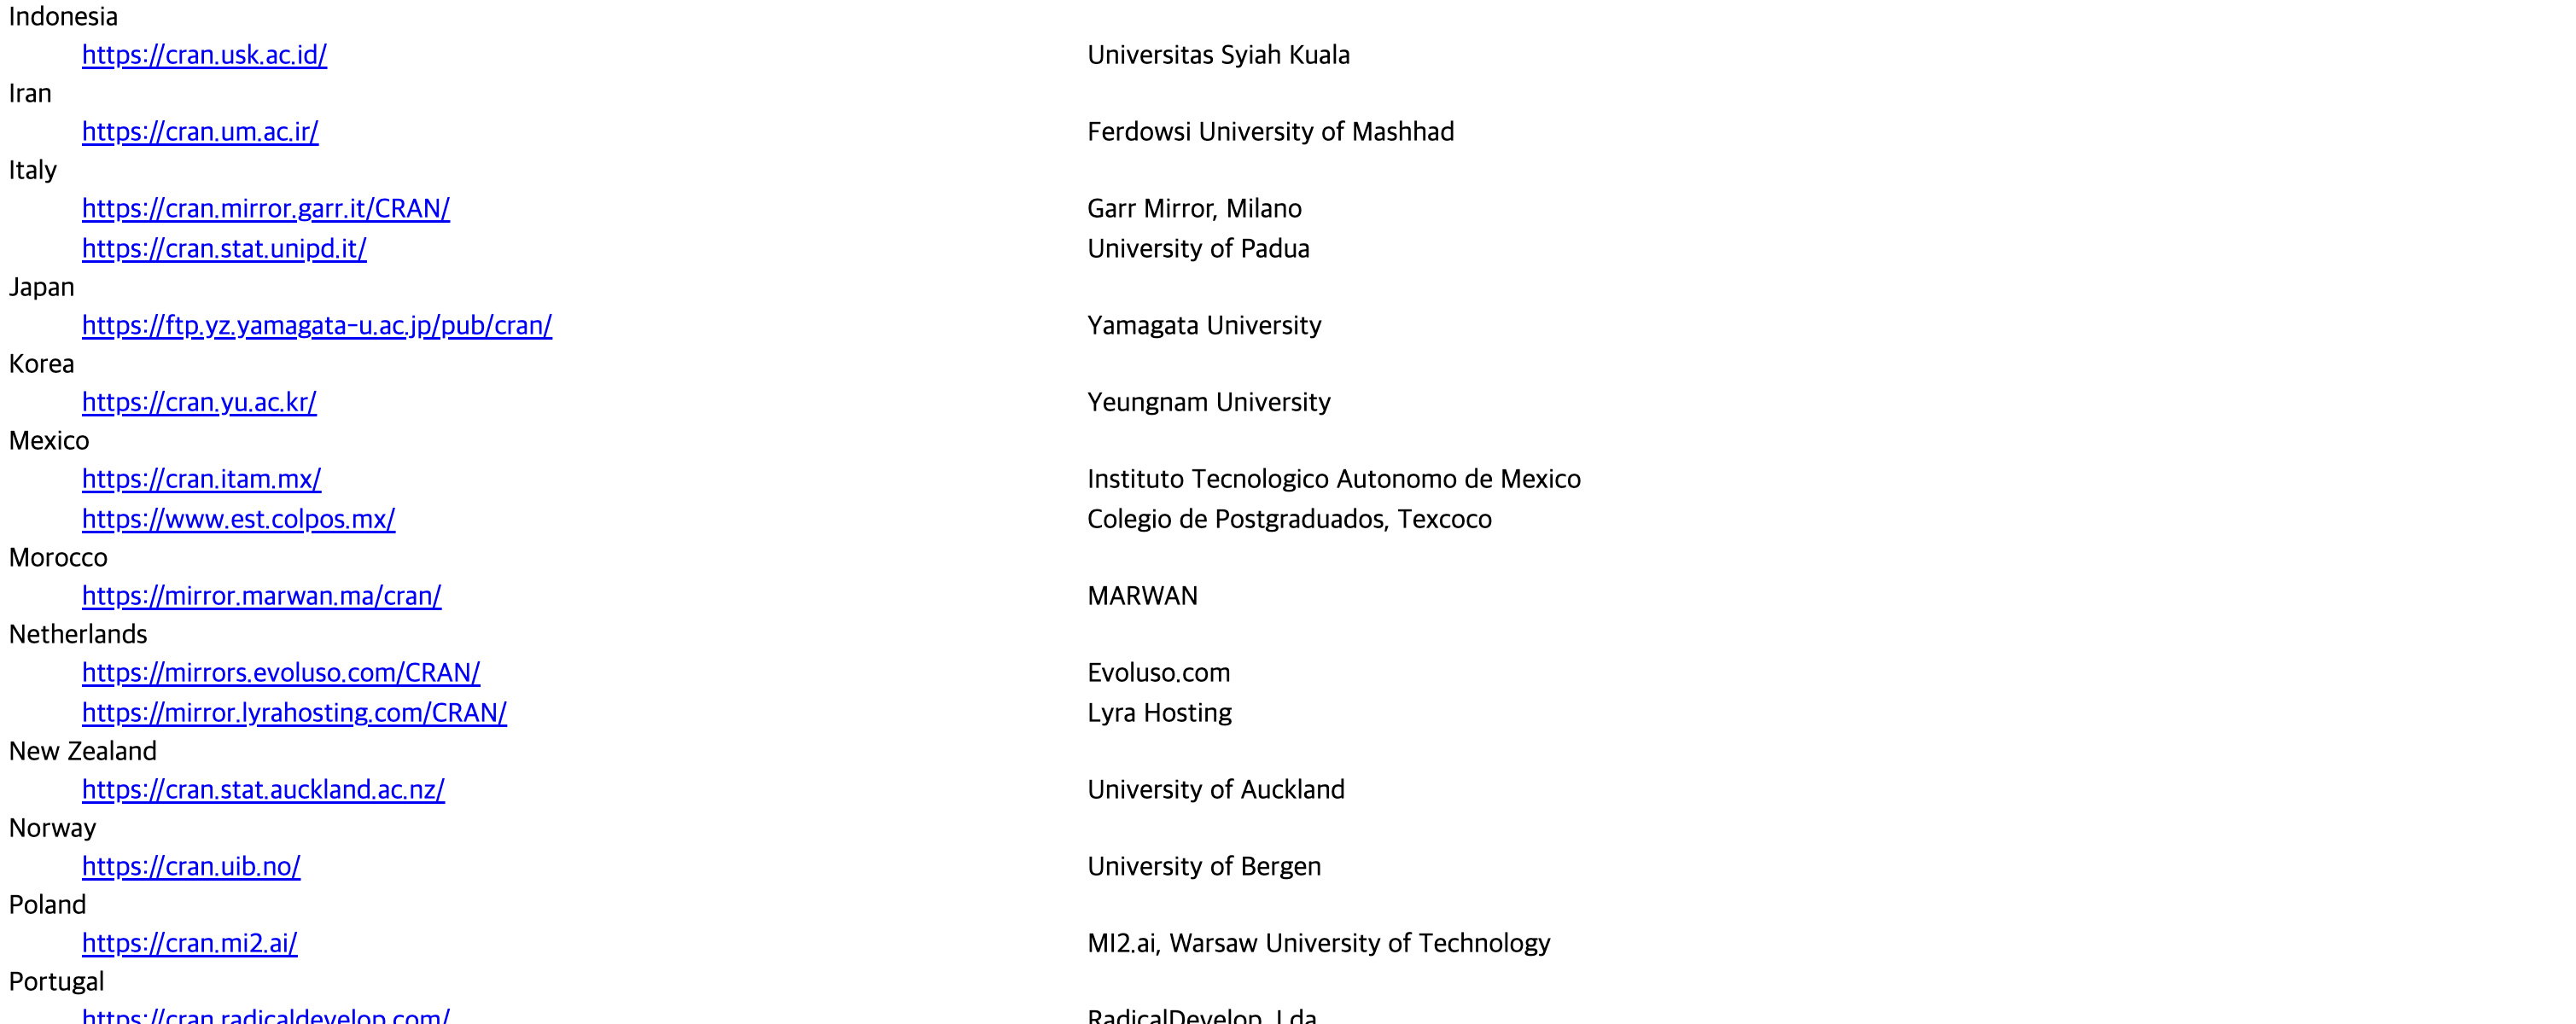 Indonesia
https://cran.usk.ac.id/ Universitas Syiah Kuala
Iran
https://cran.um.ac.ir/ Ferdowsi University of Mashhad
Italy
https://cran.mirror.garr.it/CRAN/ Garr Mirror, Milano
https://cran.stat.unipd.it/ University of Padua
Japan
https://ftp.yz.yamagata-u.ac.jp/pub/cran/ Yamagata University
Korea
https://cran.yu.ac.kr/ Yeungnam University
Mexico
https://cran.itam.mx/ Instituto Tecnologico Autonomo de Mexico
https://www.est.colpos.mx/ Colegio de Postgraduados, Texcoco
Morocco
https://mirror.marwan.ma/cran/ MARWAN
Netherlands
https://mirrors.evoluso.com/CRAN/ Evoluso.com
https://mirror.lyrahosting.com/CRAN/ Lyra Hosting
New Zealand
https://cran.stat.auckland.ac.nz/ University of Auckland
Norway
https://cran.uib.no/ University of Bergen
Poland
https://cran.mi2.ai/ MI2.ai, Warsaw University of Technology
Portugal
https://cran.radicaldevelop.com/ RadicalDevelop, Lda